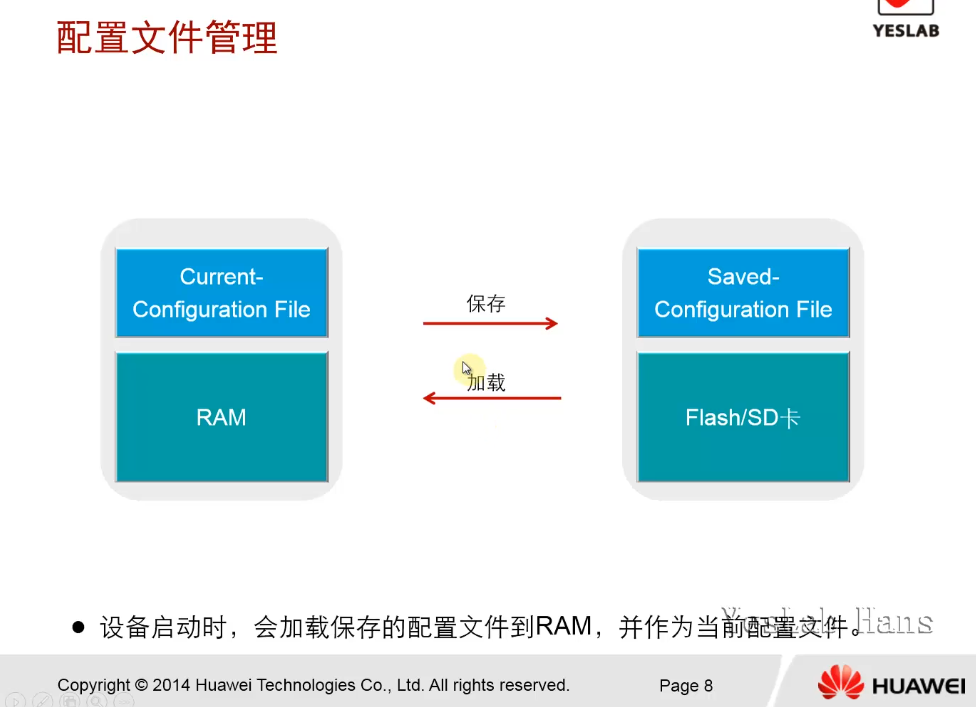 配置文件管理
YESLAB
Current-
Configuration File
RAM
保存
加载
Saved-
Configuration File
Flash/SD卡
● 设备启动时，会加载保存的配置文件到RAM，并作为当前配置文件。
YesLab Hans
Copyright © 2014 Huawei Technologies Co., Ltd. All rights reserved.
Page 8
HUAWEI